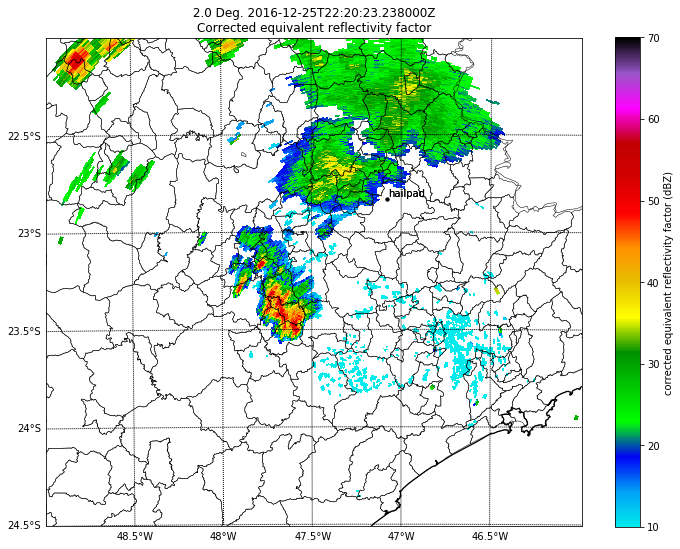 2.0 Deg. 2016-12-25T22:20:23.238000Z
Corrected equivalent reflectivity factor
hailpad
22.5°S
23°S
23.5°S
24°S
24.5°S
48.5°W
48°W
47.5°W
47°W
46.5°W
70
60
50
40
30
20
10
corrected equivalent reflectivity factor (dBZ)